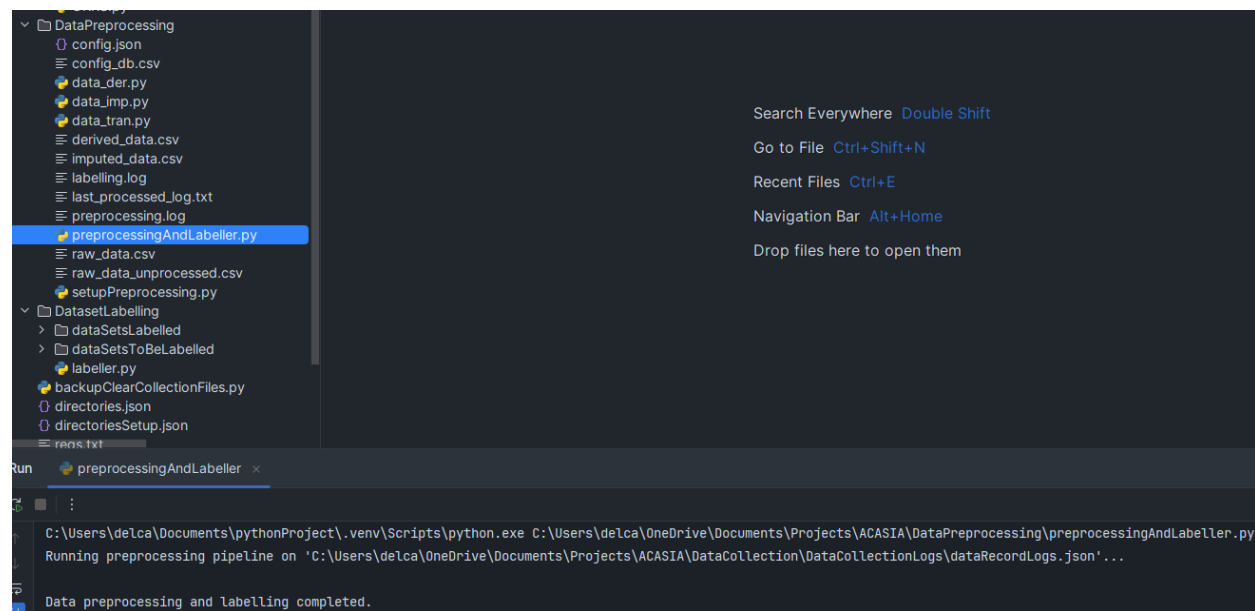 DataPreprocessing
config.json
config_db.csv
data_der.py
data_imp.py
data_tran.py
derived_data.csv
imputed_data.csv
labelling.log
last_processed_log.txt
preprocessing.log
preprocessingAndLabeller.py
raw_data.csv
raw_data_unprocessed.csv
setupPreprocessing.py
DatasetLabelling
dataSetsLabelled
dataSetsToBeLabelled
labeller.py
backupClearCollectionFiles.py
directories.json
directoriesSetup.json
reqs.txt
Search Everywhere Double Shift
Go to File Ctrl+Shift+N
Recent Files Ctrl+E
Navigation Bar Alt+Home
Drop files here to open them
Run preprocessingAndLabeller
C:\Users\delca\Documents\pythonProject\.venv\Scripts\python.exe C:\Users\delca\OneDrive\Documents\Projects\ACASIA\DataPreprocessing\preprocessingAndLabeller.py
Running preprocessing pipeline on 'C:\Users\delca\OneDrive\Documents\Projects\ACASIA\DataCollection\DataCollectionLogs\dataRecordLogs.json'...
Data preprocessing and labelling completed.